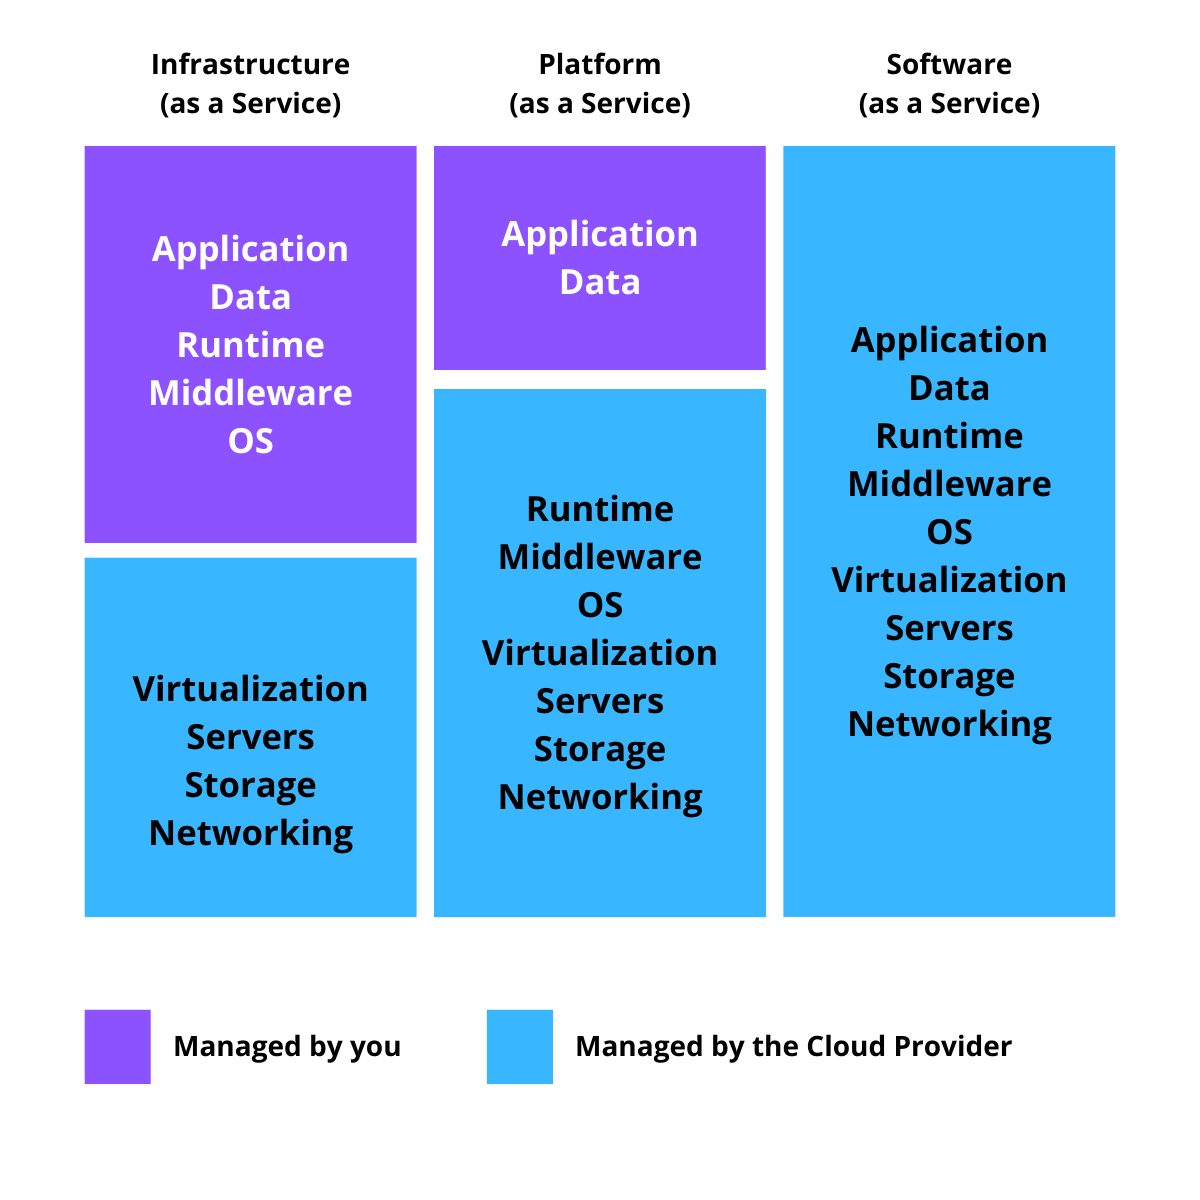 Infrastructure
(as a Service)
Application
Data
Runtime
Middleware
OS
Virtualization
Servers
Storage
Networking
Platform
(as a Service)
Application
Data
Runtime
Middleware
OS
Virtualization
Servers
Storage
Networking
Software
(as a Service)
Application
Data
Runtime
Middleware
OS
Virtualization
Servers
Storage
Networking
Managed by you
Managed by the Cloud Provider